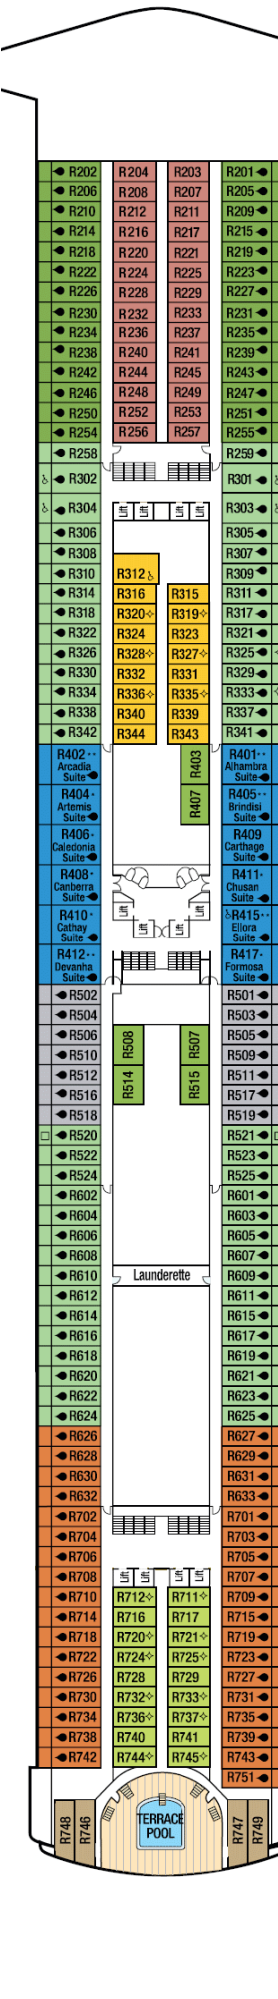 R202 R204 R203 R201
R206 R208 R207 R205
R210 R212 R211 R209
R214 R216 R217 R215
R218 R220 R221 R219
R222 R224 R225 R223
R226 R228 R229 R227
R230 R232 R233 R231
R234 R236 R237 R235
R238 R240 R241 R239
R242 R244 R245 R243
R246 R248 R249 R247
R250 R252 R253 R251
R254 R256 R257 R255
R258 R259
R302 R301
R304 Lift Lift Lift Lift R303
R306 R305
R308 R307
R310 R312 R309
R314 R316 R315 R311
R318 R320 R319 R317
R322 R324 R323 R321
R326 R328 R327 R325
R330 R332 R331 R329
R334 R336 R335 R333
R338 R340 R339 R337
R342 R344 R343 R341
R402 Arcadia Suite R403 R401 Alhambra Suite
R404 Artemis Suite R407 R405 Brindisi Suite
R406 Caledonia Suite R409 Carthage Suite
R408 Canberra Suite R411 Chusan Suite
R410 Cathay Suite Lift Lift Lift Lift R415 Ellora Suite
R412 Devanha Suite R417 Formosa Suite
R502 R501
R504 R503
R506 R508 R507 R505
R510 R509
R512 R514 R515 R511
R516 R517
R518 R519
R520 R521
R522 R523
R524 R525
R602 R601
R604 R603
R606 R605
R608 R607
R610 Launderette R609
R612 R611
R614 R615
R616 R617
R618 R619
R620 R621
R622 R623
R624 R625
R626 R627
R628 R629
R630 R631
R632 R633
R702 R701
R704 R703
R706 R705
R708 Lift Lift Lift Lift R707
R710 R712 R711 R709
R714 R716 R717 R715
R718 R720 R721 R719
R722 R724 R725 R723
R726 R728 R729 R727
R730 R732 R733 R731
R734 R736 R737 R735
R738 R740 R741 R739
R742 R744 R745 R743
R751
R748 R746 TERRACE R747 R749
POOL